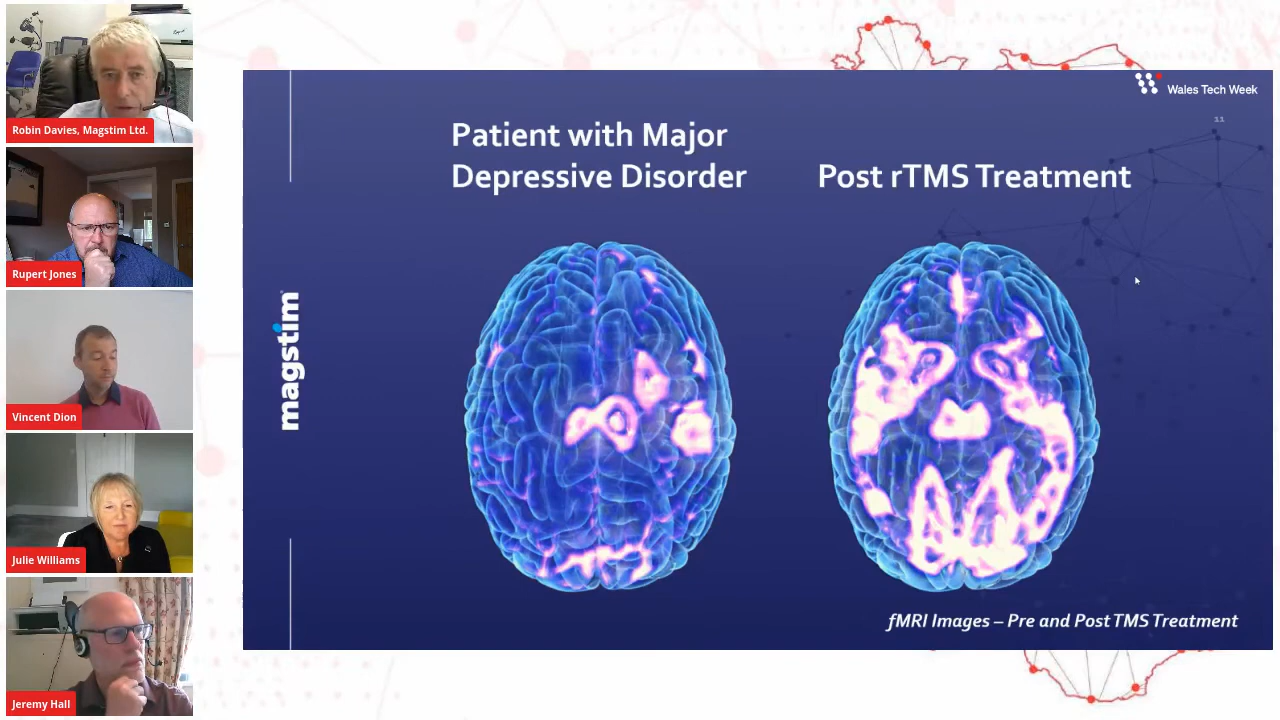 Robin Davies, Magstim Ltd.
Rupert Jones
Vincent Dion
Julie Williams
Jeremy Hall
Wales Tech Week
11
Patient with Major
Depressive Disorder
Post rTMS Treatment
magstim
fMRI Images – Pre and Post TMS Treatment